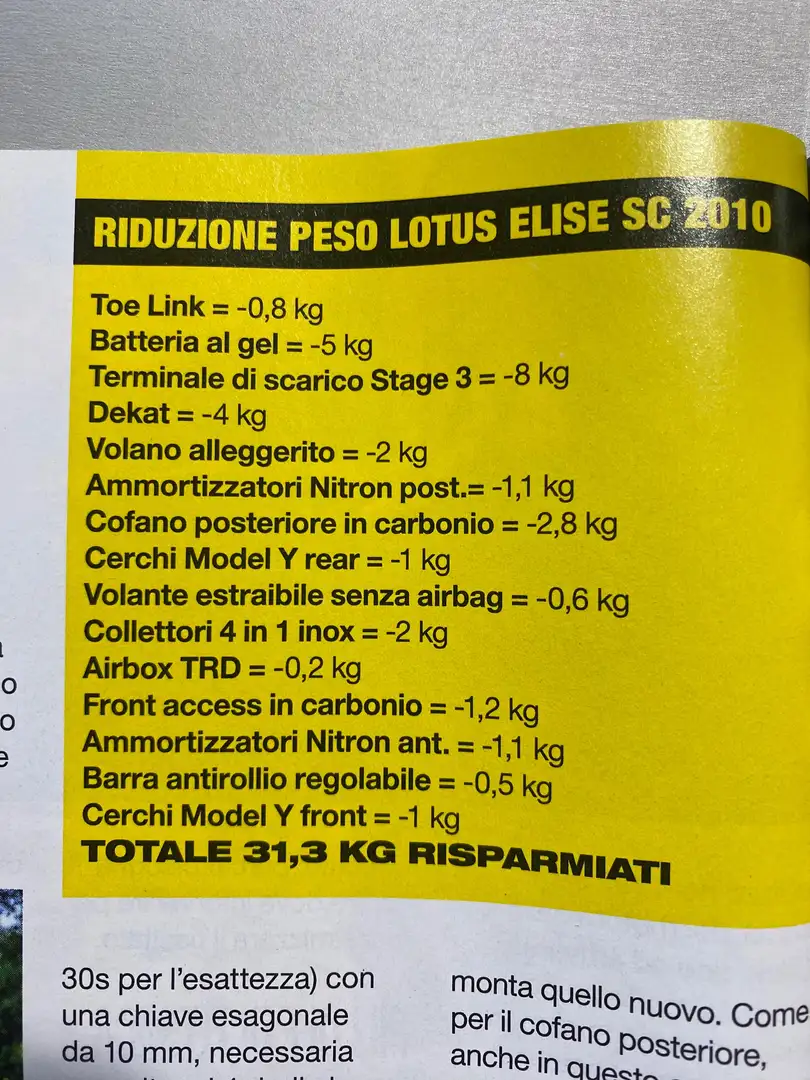 RIDUZIONE PESO LOTUS ELISE SC 2010
Toe Link = -0,8 kg
Batteria al gel = -5 kg
Terminale di scarico Stage 3 = -8 kg
Dekat = -4 kg
Volano alleggerito = -2 kg
Ammortizzatori Nitron post.= -1,1 kg
Cofano posteriore in carbonio = -2,8 kg
Cerchi Model Y rear = -1 kg
Volante estraibile senza airbag = -0,6 kg
Collettori 4 in 1 inox = -2 kg
Airbox TRD = -0,2 kg
Front access in carbonio = -1,2 kg
Ammortizzatori Nitron ant. = -1,1 kg
Barra antirollio regolabile = -0,5 kg
Cerchi Model Y front = -1 kg
TOTALE 31,3 KG RISPARMIATI
30s per l'esattezza) con
una chiave esagonale
da 10 mm, necessaria
monta quello nuovo. Come
per il cofano posteriore,
anche in questo